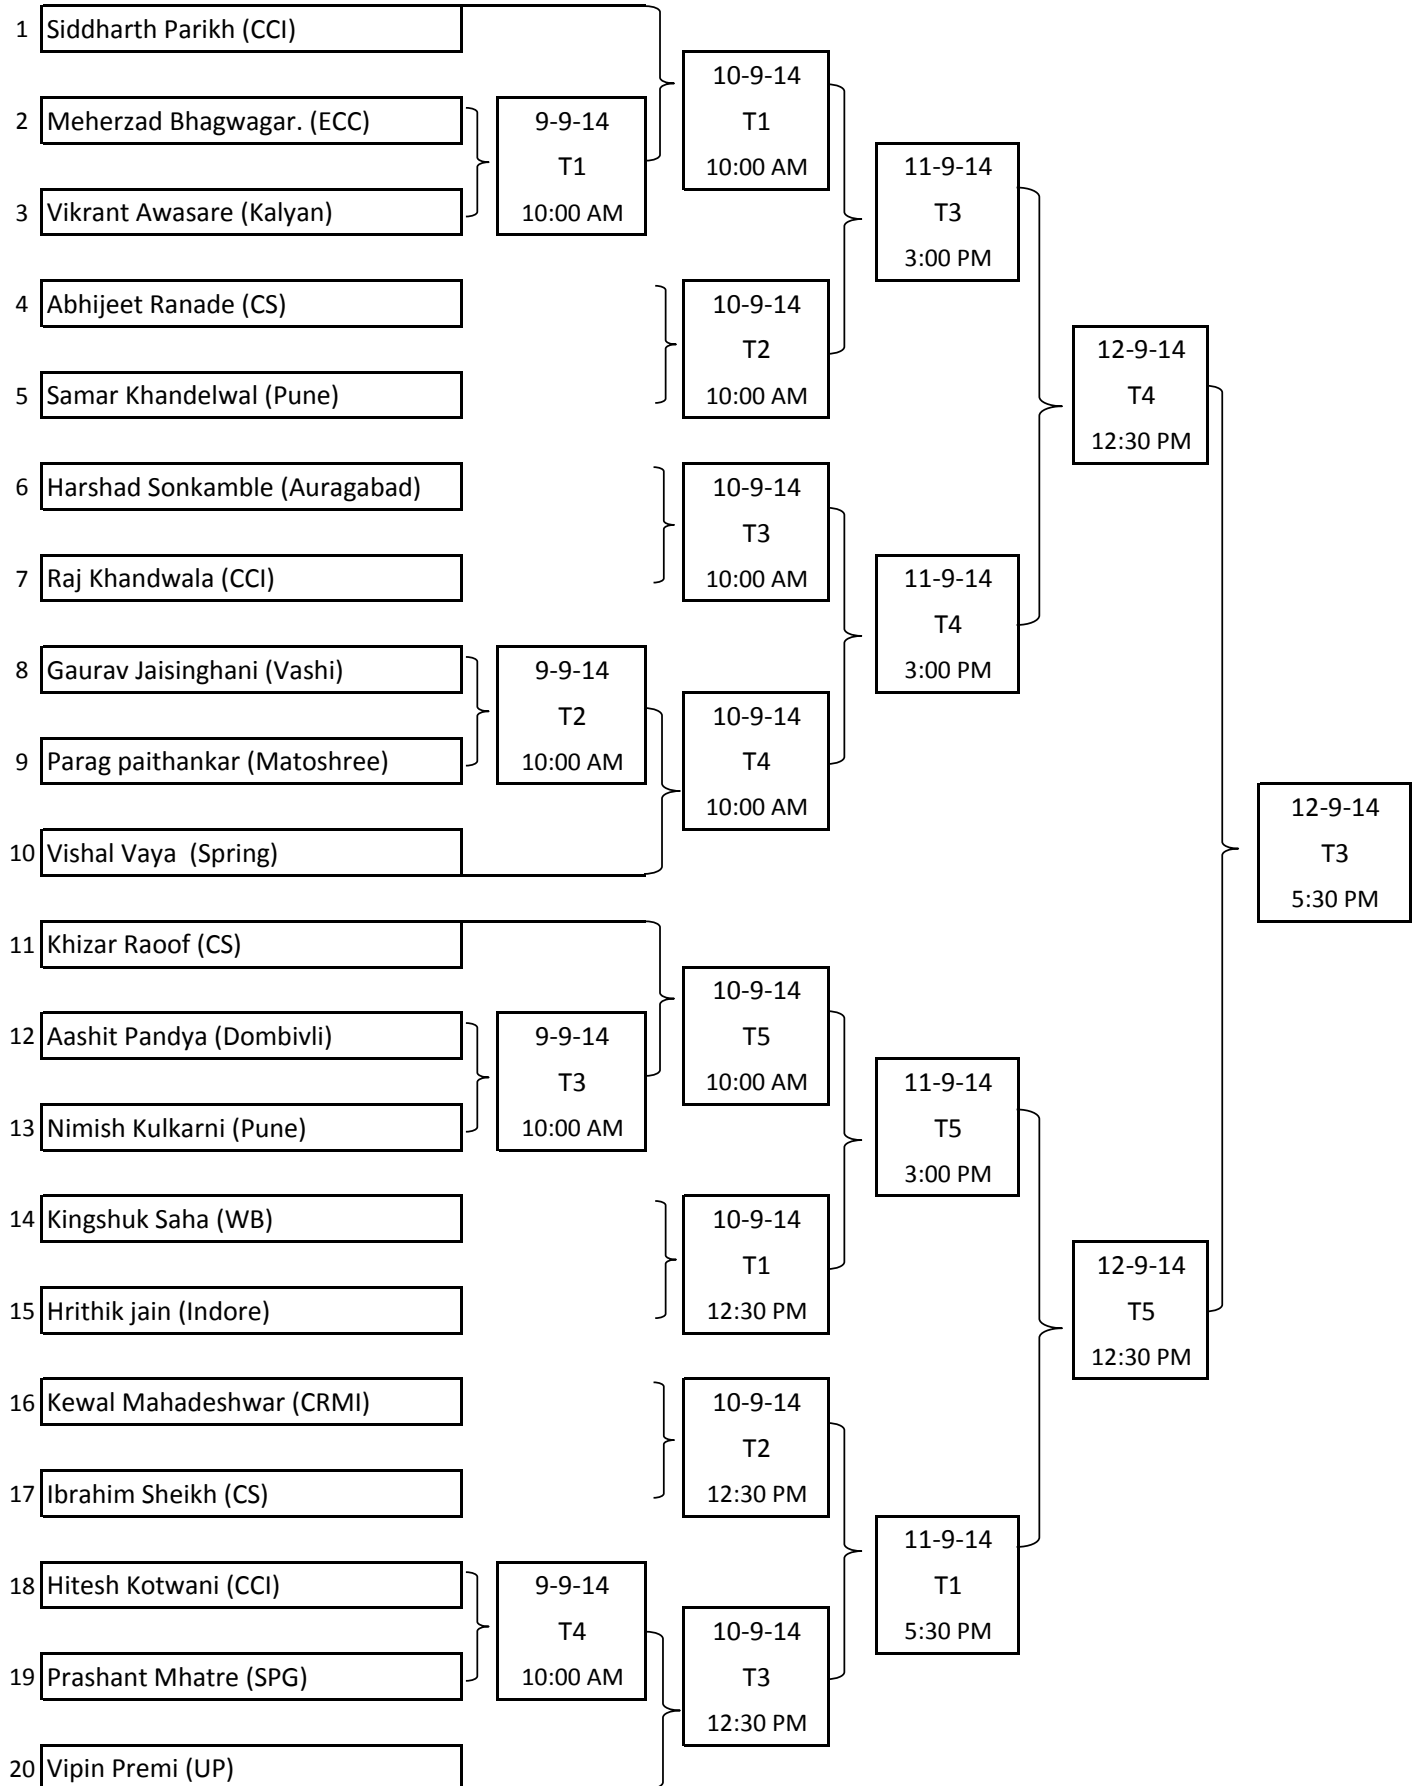 1 Siddharth Parikh (CCI)
10-9-14
2 Meherzad Bhagwagar. (ECC) 9-9-14 T1
T1 10:00 AM 11-9-14
3 Vikrant Awasare (Kalyan) 10:00 AM T3
3:00 PM
4 Abhijeet Ranade (CS) 10-9-14
T2 12-9-14
5 Samar Khandelwal (Pune) 10:00 AM T4
12:30 PM
6 Harshad Sonkamble (Auragabad) 10-9-14
T3
7 Raj Khandwala (CCI) 10:00 AM 11-9-14
T4
8 Gaurav Jaisinghani (Vashi) 9-9-14 3:00 PM
T2 10-9-14
9 Parag paithankar (Matoshree) 10:00 AM T4
10:00 AM 12-9-14
10 Vishal Vaya (Spring) T3
5:30 PM
11 Khizar Raoof (CS)
10-9-14
12 Aashit Pandya (Dombivli) 9-9-14 T5
T3 10:00 AM 11-9-14
13 Nimish Kulkarni (Pune) 10:00 AM T5
3:00 PM
14 Kingshuk Saha (WB) 10-9-14
T1 12-9-14
15 Hrithik jain (Indore) 12:30 PM T5
12:30 PM
16 Kewal Mahadeshwar (CRMI) 10-9-14
T2
17 Ibrahim Sheikh (CS) 12:30 PM
11-9-14
18 Hitesh Kotwani (CCI) 9-9-14 T1
T4 10-9-14 5:30 PM
19 Prashant Mhatre (SPG) 10:00 AM T3
12:30 PM
20 Vipin Premi (UP)